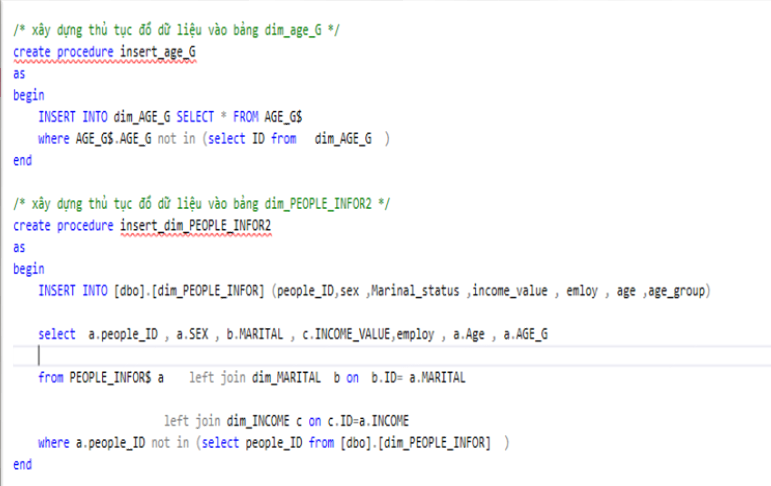 /* xây dựng thủ tục đổ dữ liệu vào bảng dim_age_G */
create procedure insert_age_G
as
begin
INSERT INTO dim_AGE_G SELECT * FROM AGE_G$
where AGE_G$.AGE_G not in (select ID from dim_AGE_G )
end
/* xây dựng thủ tục đổ dữ liệu vào bảng dim_PEOPLE_INFOR2 */
create procedure insert_dim_PEOPLE_INFOR2
as
begin
INSERT INTO [dbo].[dim_PEOPLE_INFOR] (people_ID,sex ,Marinal_status ,income_value , emloy , age ,age_group)
select a.people_ID , a.SEX , b.MARITAL , c.INCOME_VALUE,employ , a.Age , a.AGE_G
from PEOPLE_INFOR$ a left join dim_MARITAL b on b.ID= a.MARITAL
left join dim_INCOME c on c.ID=a.INCOME
where a.people_ID not in (select people_ID from [dbo].[dim_PEOPLE_INFOR] )
end